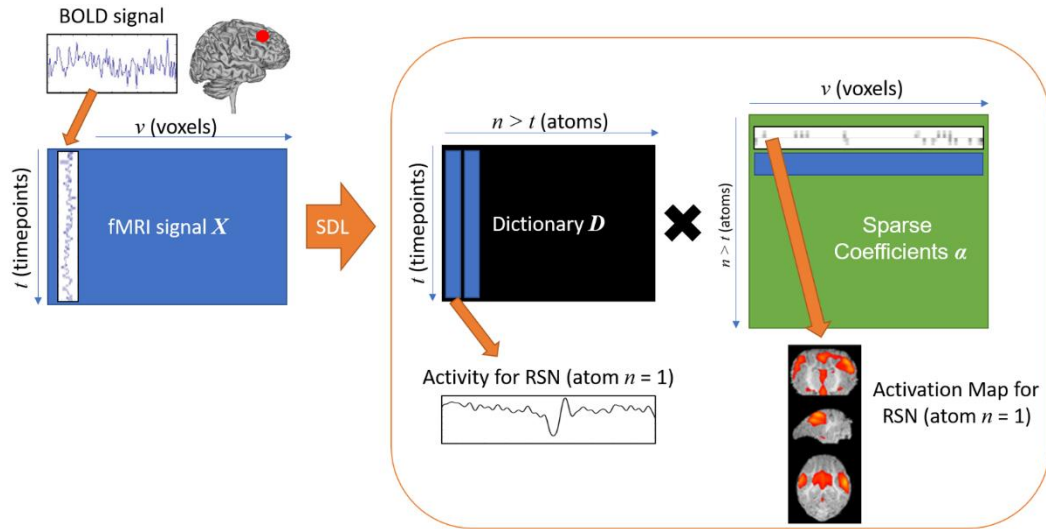 BOLD signal
v (voxels)
t (timepoints)
fMRI signal X
SDL
n > t (atoms)
t (timepoints)
Dictionary D
v (voxels)
n > t (atoms)
Sparse
Coefficients α
Activity for RSN (atom n = 1)
Activation Map for
RSN (atom n = 1)